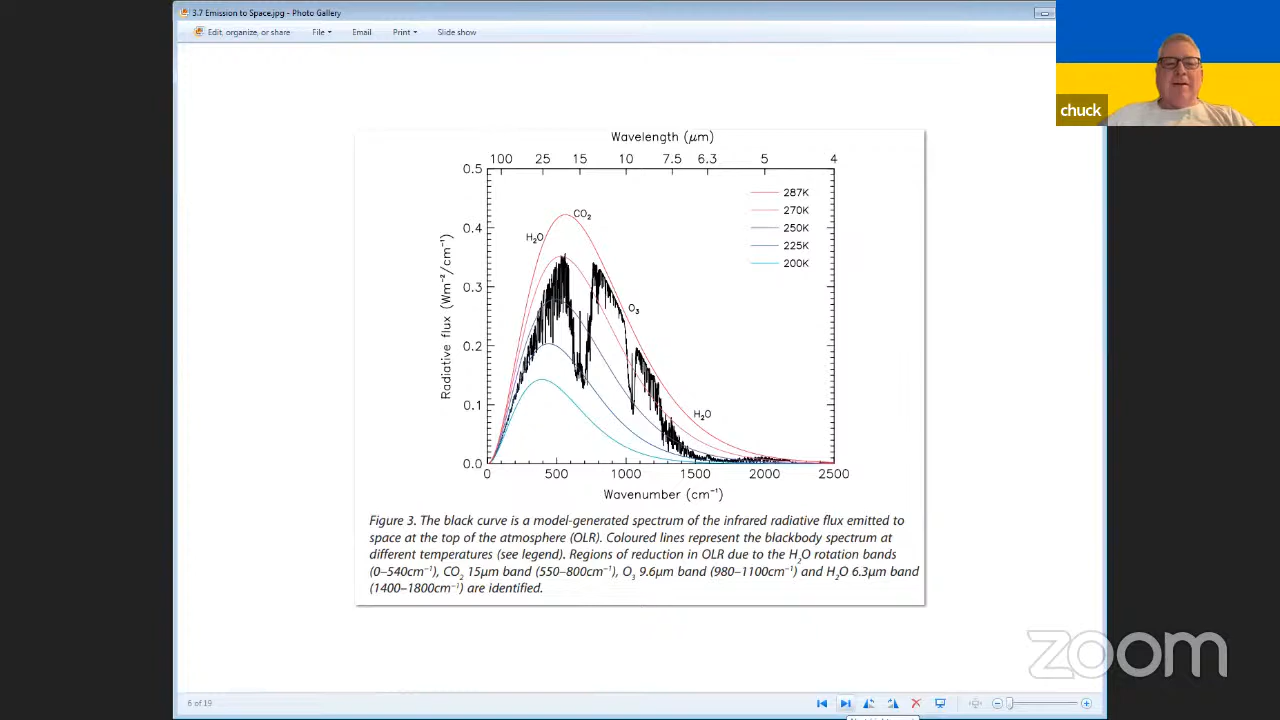 3.7 Emission to Space.jpg - Photo Gallery
Edit, organize, or share File Email Print Slide show
chuck
Wavelength (μm)
100 25 15 10 7.5 6.3 5 4
0.5
0.4
0.3
0.2
0.1
0.0
Radiative flux (Wm⁻²/cm⁻¹)
287K
270K
250K
225K
200K
CO₂
H₂O
O₃
H₂O
0 500 1000 1500 2000 2500
Wavenumber (cm⁻¹)
Figure 3. The black curve is a model-generated spectrum of the infrared radiative flux emitted to
space at the top of the atmosphere (OLR). Coloured lines represent the blackbody spectrum at
different temperatures (see legend). Regions of reduction in OLR due to the H₂O rotation bands
(0–540cm⁻¹), CO₂ 15μm band (550–800cm⁻¹), O₃ 9.6μm band (980–1100cm⁻¹) and H₂O 6.3μm band
(1400–1800cm⁻¹) are identified.
zoom
6 of 19